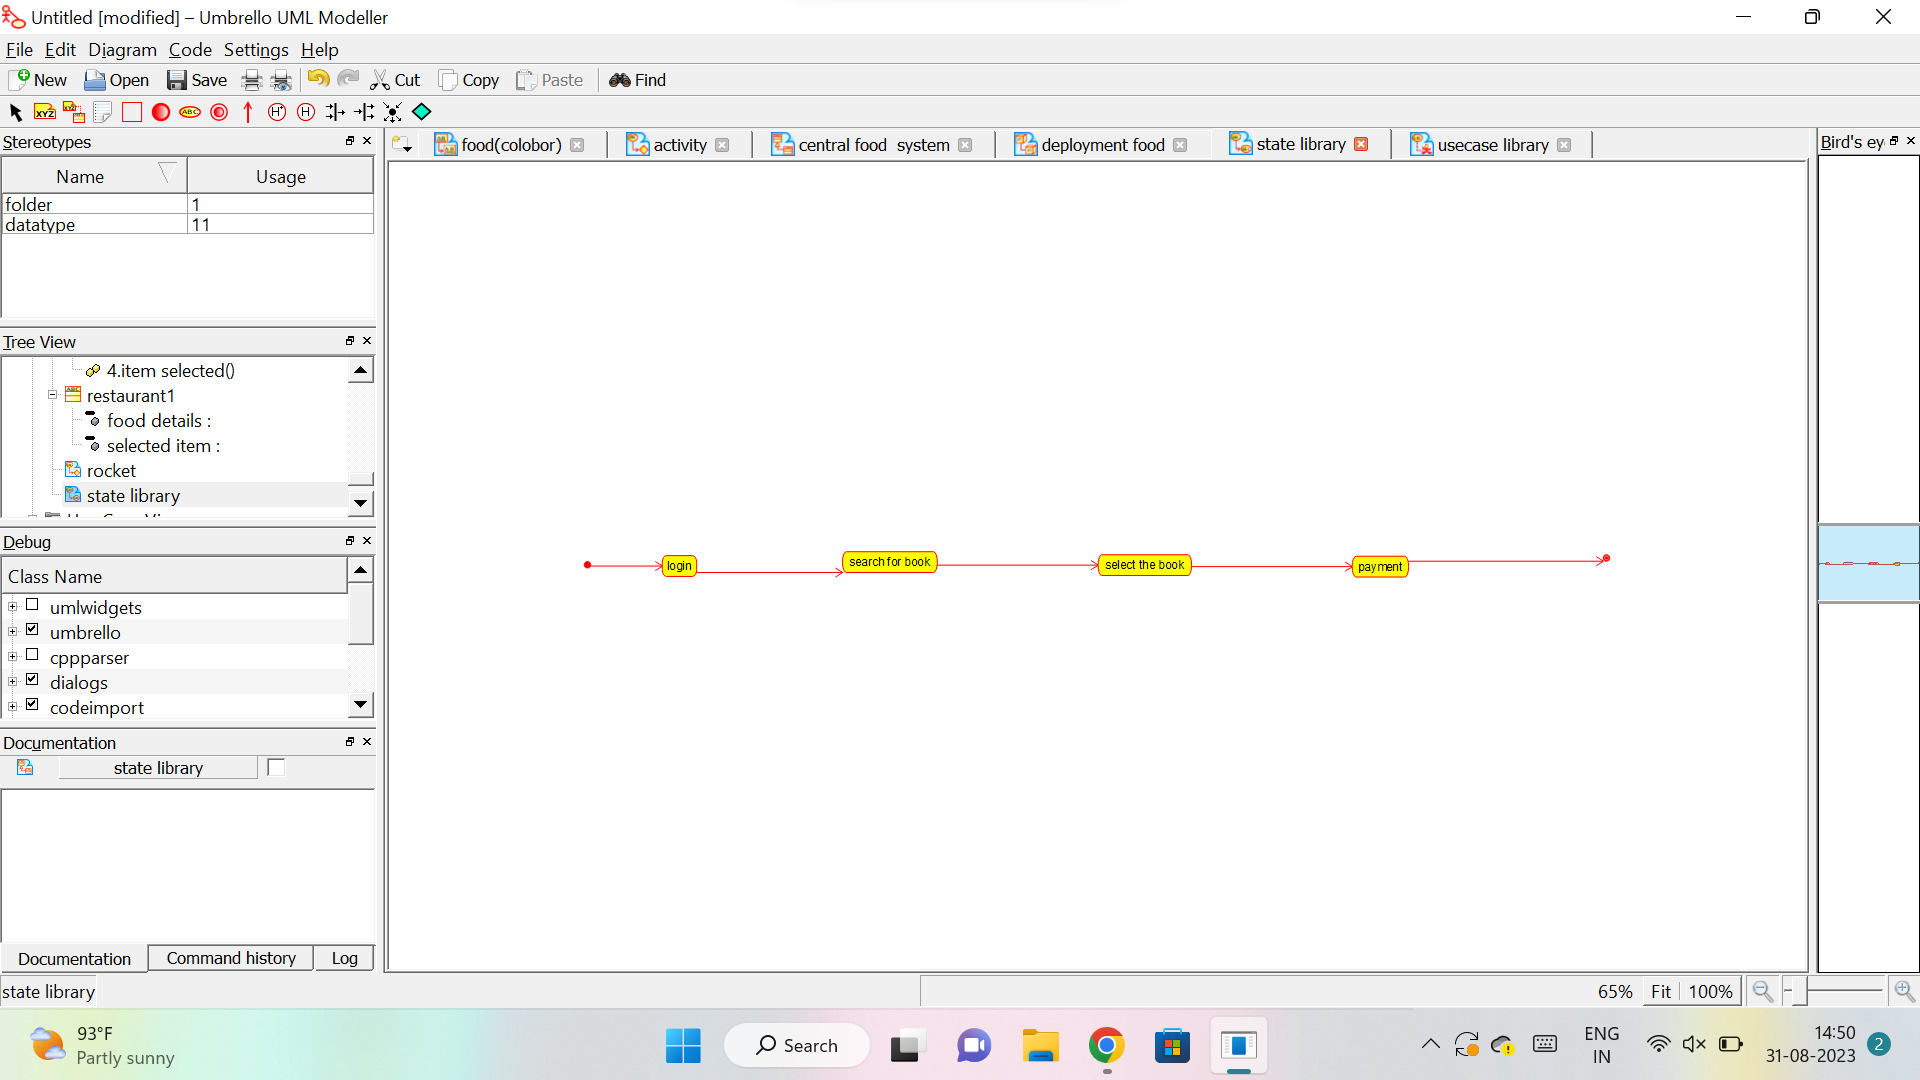 Untitled [modified] – Umbrello UML Modeller
File Edit Diagram Code Settings Help
New Open Save Cut Copy Paste Find
XYZ XYZ ABC H* H
Stereotypes
Name Usage
folder 1
datatype 11
Tree View
4.item selected()
restaurant1
food details :
selected item :
rocket
state library
Debug
Class Name
umlwidgets
umbrello
cppparser
dialogs
codeimport
Documentation
state library
Documentation Command history Log
state library
food(colobor) activity central food system deployment food state library usecase library
login
search for book
select the book
payment
Bird's ey
65% Fit 100%
93°F
Partly sunny
Search
ENG
IN
14:50
31-08-2023
2